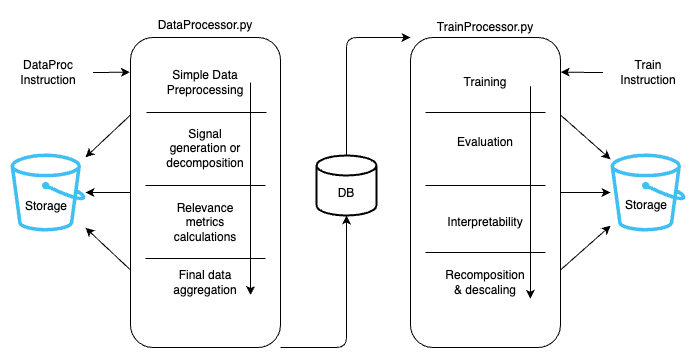 DataProcessor.py
TrainProcessor.py
DataProc
Instruction
Simple Data
Preprocessing
Signal
generation or
decomposition
Relevance
metrics
calculations
Final data
aggregation
Storage
DB
Training
Evaluation
Interpretability
Recomposition
& descaling
Train
Instruction
Storage